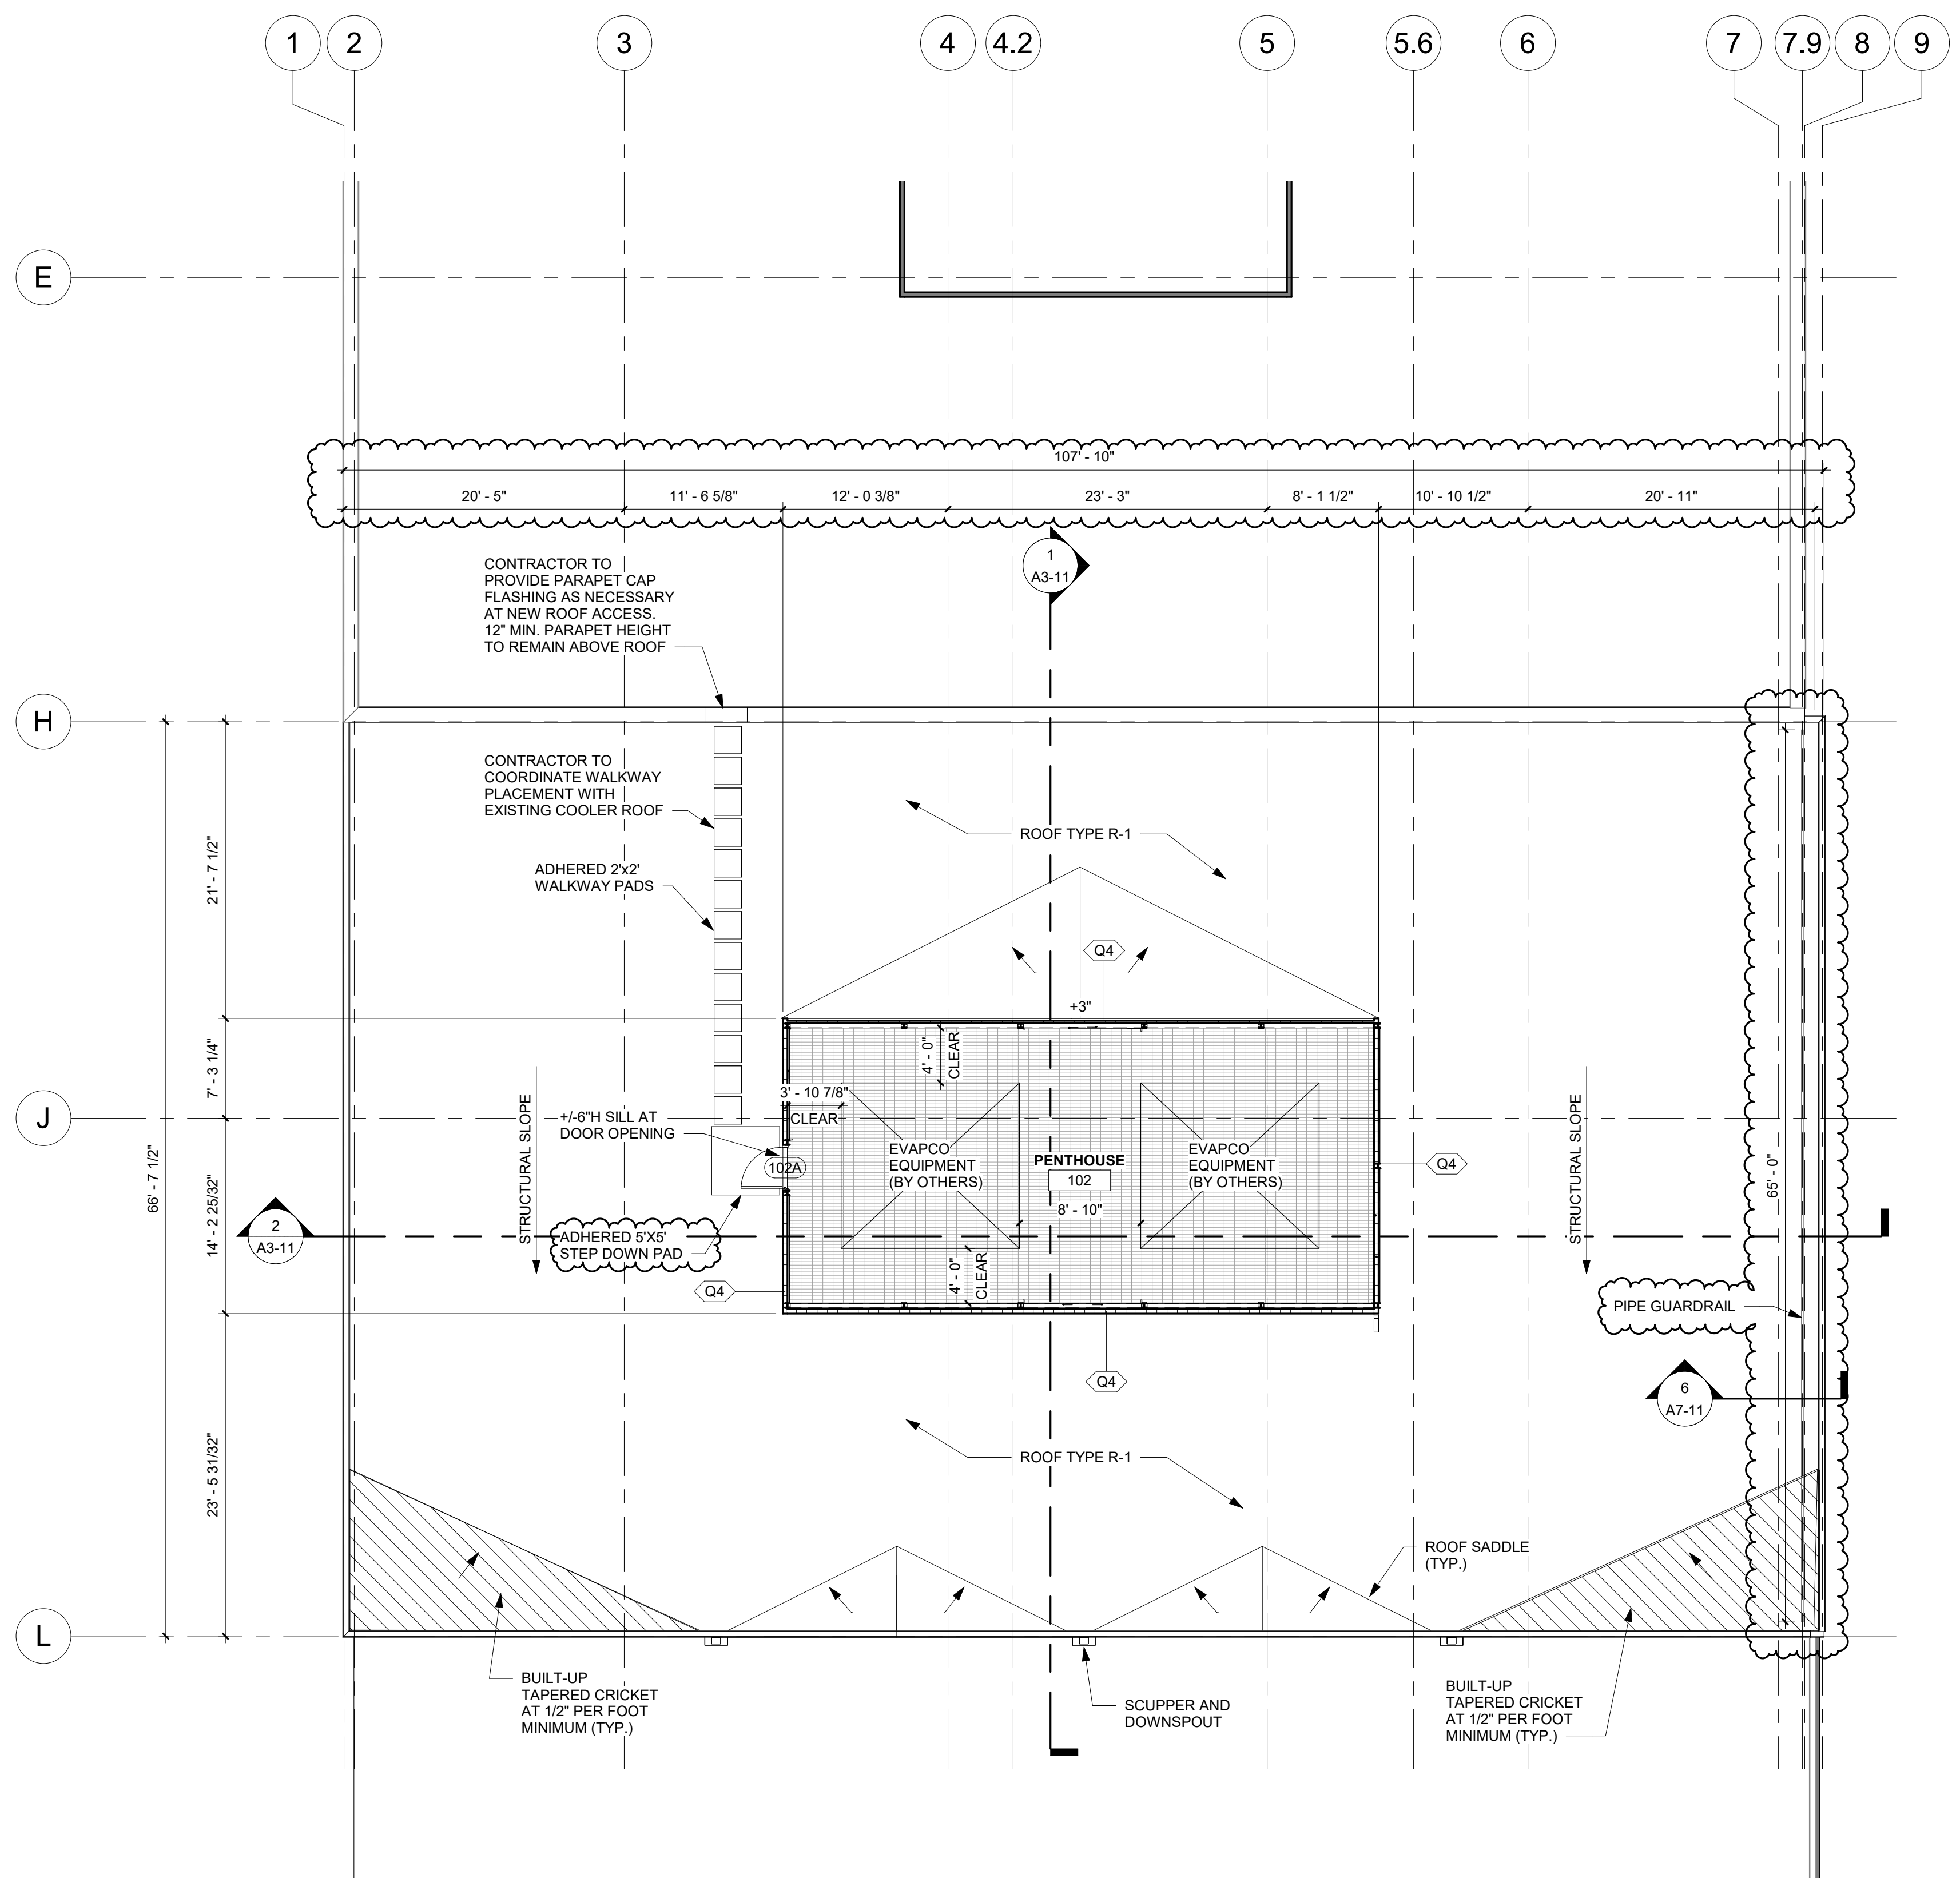 1
2
3
4
4.2
5
5.6
6
7
7.9
8
9
E
107' - 10"
20' - 5"
11' - 6 5/8"
12' - 0 3/8"
23' - 3"
8' - 1 1/2"
10' - 10 1/2"
20' - 11"
1
A3-11
CONTRACTOR TO
PROVIDE PARAPET CAP
FLASHING AS NECESSARY
AT NEW ROOF ACCESS.
12" MIN. PARAPET HEIGHT
TO REMAIN ABOVE ROOF
H
CONTRACTOR TO
COORDINATE WALKWAY
PLACEMENT WITH
EXISTING COOLER ROOF
ROOF TYPE R-1
21' - 7 1/2"
ADHERED 2'x2'
WALKWAY PADS
Q4
+3"
4' - 0"
CLEAR
7' - 3 1/4"
3' - 10 7/8"
CLEAR
J
+/-6"H SILL AT
DOOR OPENING
102A
STRUCTURAL SLOPE
EVAPCO
EQUIPMENT
(BY OTHERS)
PENTHOUSE
102
EVAPCO
EQUIPMENT
(BY OTHERS)
Q4
STRUCTURAL SLOPE
65' - 0"
66' - 7 1/2"
14' - 2 25/32"
8' - 10"
2
A3-11
ADHERED 5'X5'
STEP DOWN PAD
4' - 0"
CLEAR
Q4
PIPE GUARDRAIL
Q4
6
A7-11
23' - 5 31/32"
ROOF TYPE R-1
ROOF SADDLE
(TYP.)
L
BUILT-UP
TAPERED CRICKET
AT 1/2" PER FOOT
MINIMUM (TYP.)
SCUPPER AND
DOWNSPOUT
BUILT-UP
TAPERED CRICKET
AT 1/2" PER FOOT
MINIMUM (TYP.)